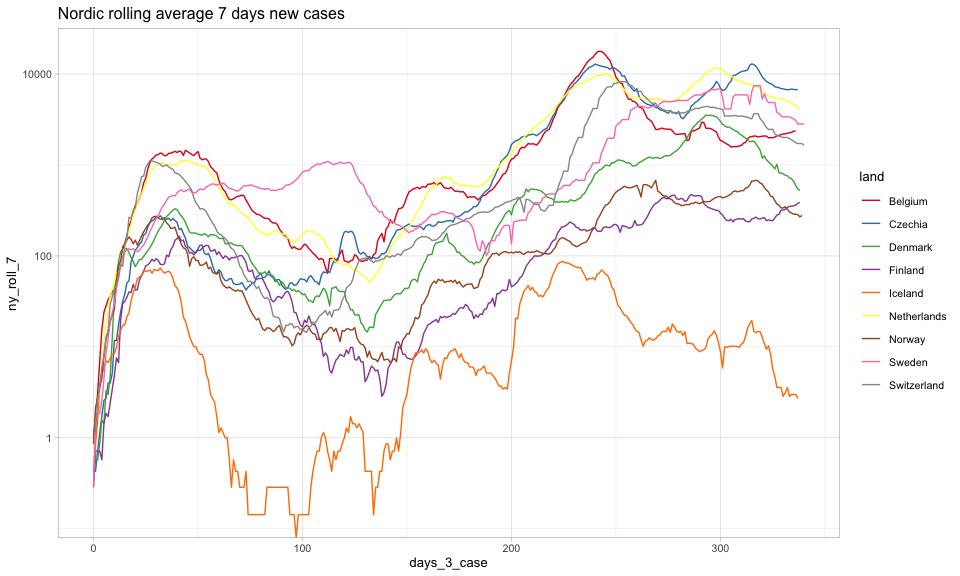 Nordic rolling average 7 days new cases
10000
100
1
ny_roll_7
0
100
200
300
days_3_case
land
Belgium
Czechia
Denmark
Finland
Iceland
Netherlands
Norway
Sweden
Switzerland